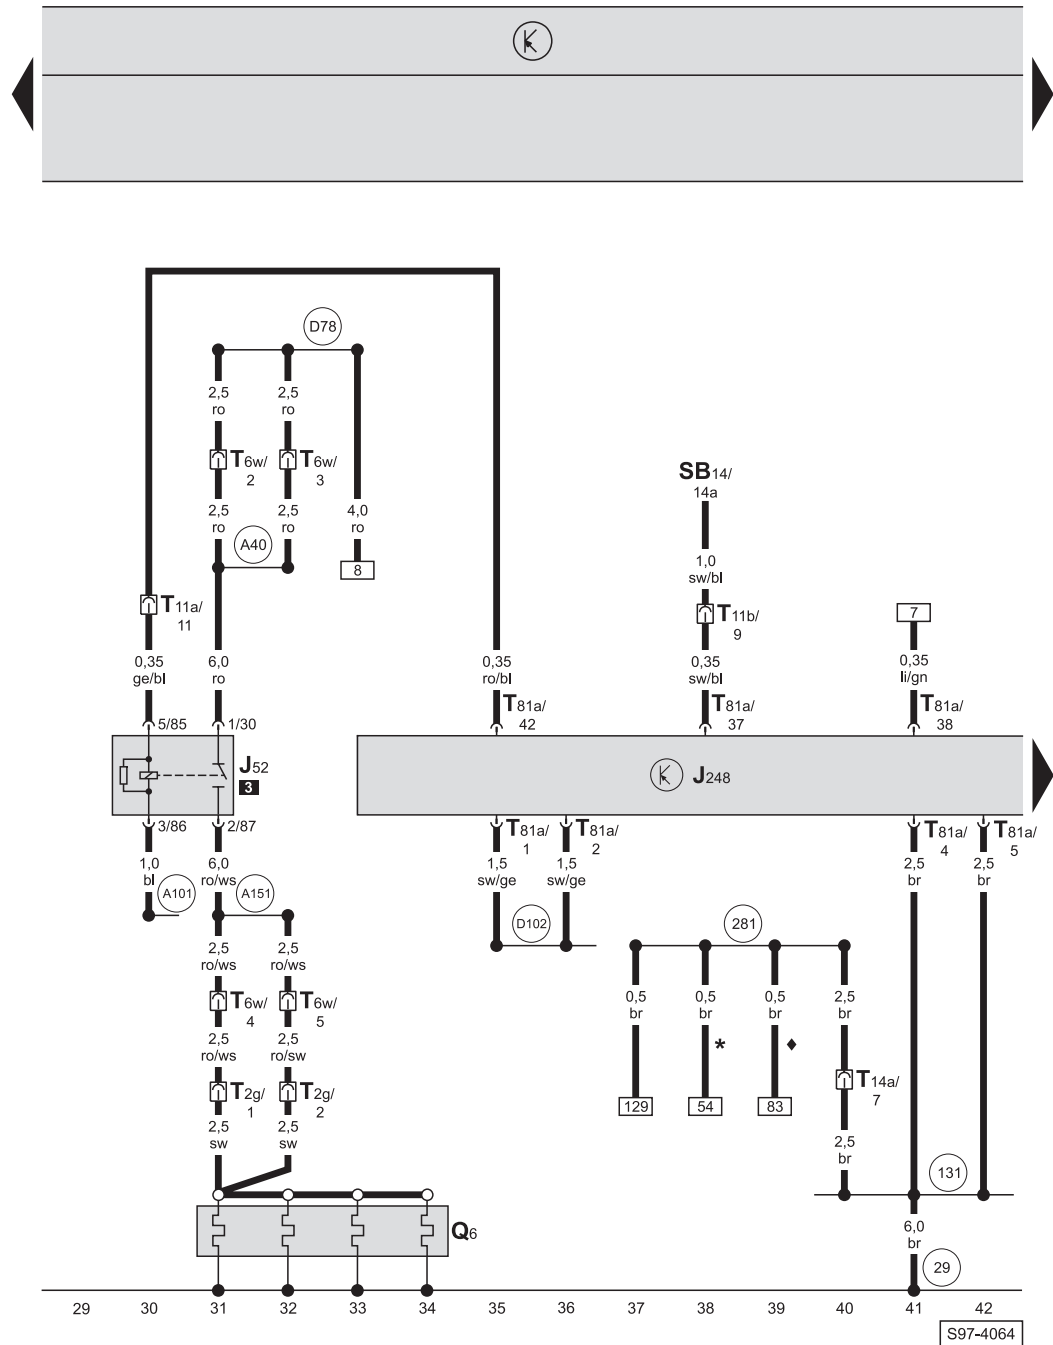 D78
2,5 2,5
ro ro
T6w/ T6w/
2 3
SB14/
14a
2,5 2,5 4,0
ro ro ro
A40
8
1,0
sw/bl
T11a/
11
T11b/
9
7
0,35 6,0 0,35 0,35 0,35
ge/bl ro ro/bl sw/bl li/gn
T81a/ T81a/ T81a/
42 37 38
5/85 1/30
J52
3
J248
3/86 2/87
T81a/ T81a/ T81a/ T81a/
1 2 4 5
1,0 6,0 1,5 1,5 2,5 2,5
bl ro/ws sw/ge sw/ge br br
A101 A151
D102 281
2,5 2,5
ro/ws ro/ws
0,5 0,5 0,5 2,5
br br br br
T6w/ T6w/
4 5
2,5 2,5
ro/ws ro/sw
* ♦
T2g/ T2g/
1 2
T14a/
7
129 54 83
2,5 2,5
sw sw
2,5
br
131
Q6
6,0
br
29
29 30 31 32 33 34 35 36 37 38 39 40 41 42
S97-4064